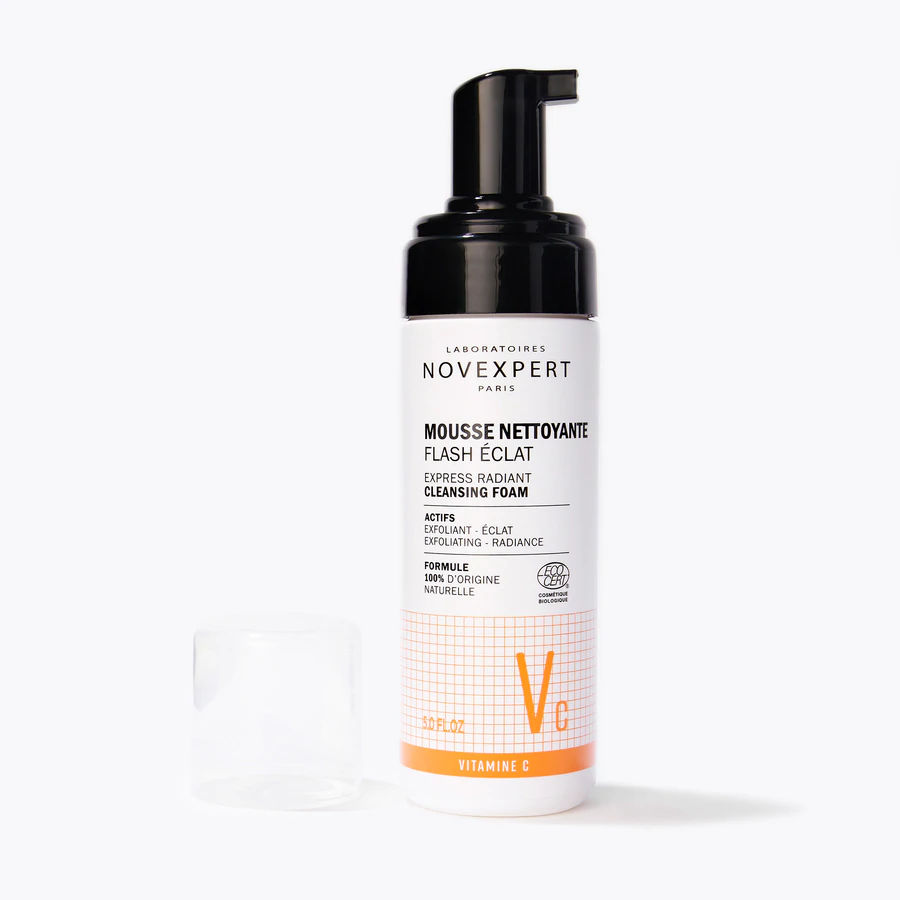 LABORATOIRES
NOVEXPERT
PARIS
MOUSSE NETTOYANTE
FLASH ÉCLAT
EXPRESS RADIANT
CLEANSING FOAM
ACTIFS
EXFOLIANT - ÉCLAT
EXFOLIATING - RADIANCE
FORMULE
100% D'ORIGINE
NATURELLE
ECO
CERT®
COSMÉTIQUE
BIOLOGIQUE
Vc
5.0 FL.OZ
VITAMINE C